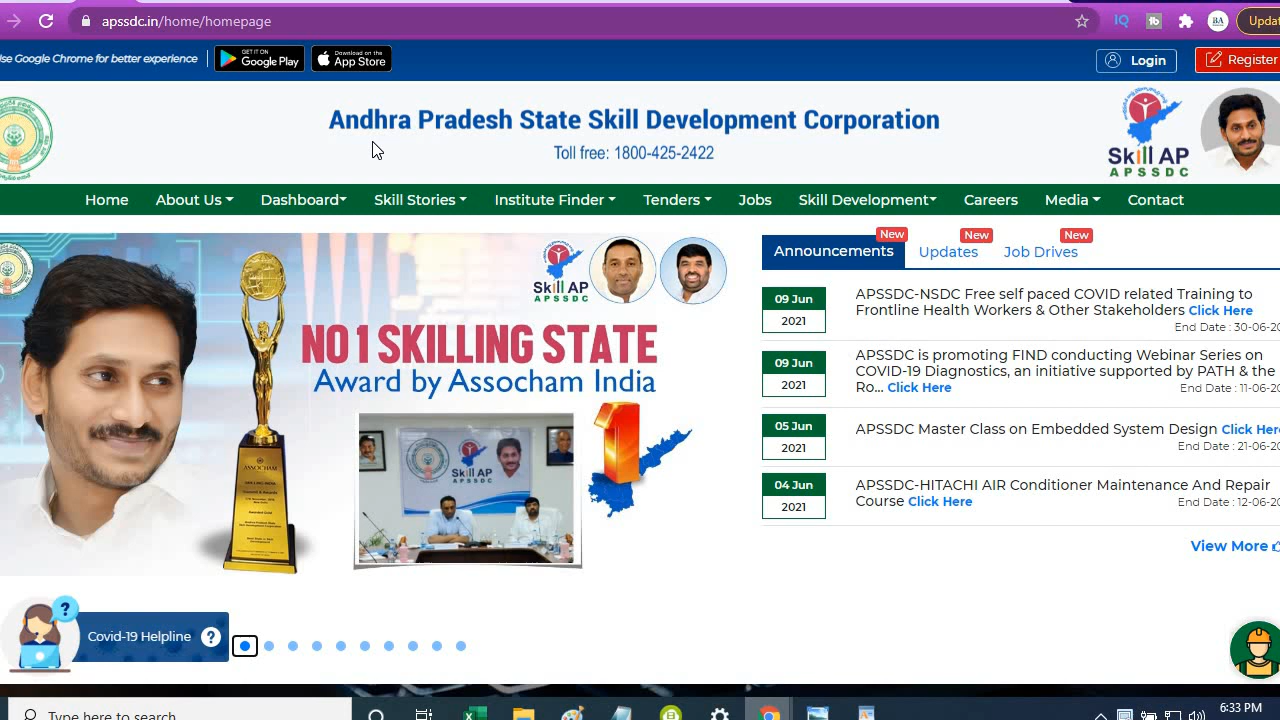 apssdc.in/home/homepage
IQ
BA
Updat
Use Google Chrome for better experience
GET IT ON
Google Play
Download on the
App Store
Login
Register
Andhra Pradesh State Skill Development Corporation
Toll free: 1800-425-2422
Skill AP
APSSDC
Home About Us Dashboard Skill Stories Institute Finder Tenders Jobs Skill Development Careers Media Contact
Skill AP
APSSDC
NO 1 SKILLING STATE
Award by Assocham India
1
ASSOCHAM
Skill AP
APSSDC
New New New
Announcements Updates Job Drives
09 Jun
2021
APSSDC-NSDC Free self paced COVID related Training to
Frontline Health Workers & Other Stakeholders Click Here
End Date : 30-06-20
09 Jun
2021
APSSDC is promoting FIND conducting Webinar Series on
COVID-19 Diagnostics, an initiative supported by PATH & the
Ro... Click Here
End Date : 11-06-20
05 Jun
2021
APSSDC Master Class on Embedded System Design Click Here
End Date : 21-06-20
04 Jun
2021
APSSDC-HITACHI AIR Conditioner Maintenance And Repair
Course Click Here
End Date : 12-06-20
View More
?
Covid-19 Helpline ?
Type here to search
6:33 PM